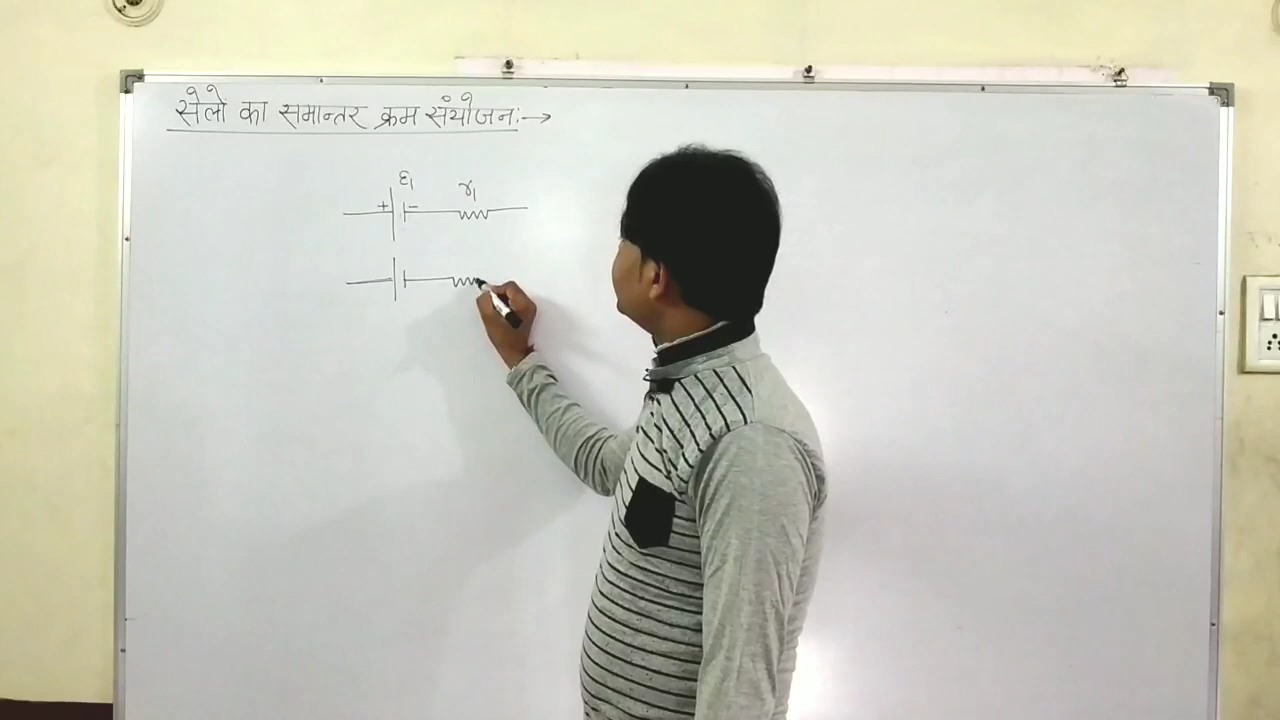 सेलो का समान्तर क्रम संयोजन:→
ε₁ r₁
+ -